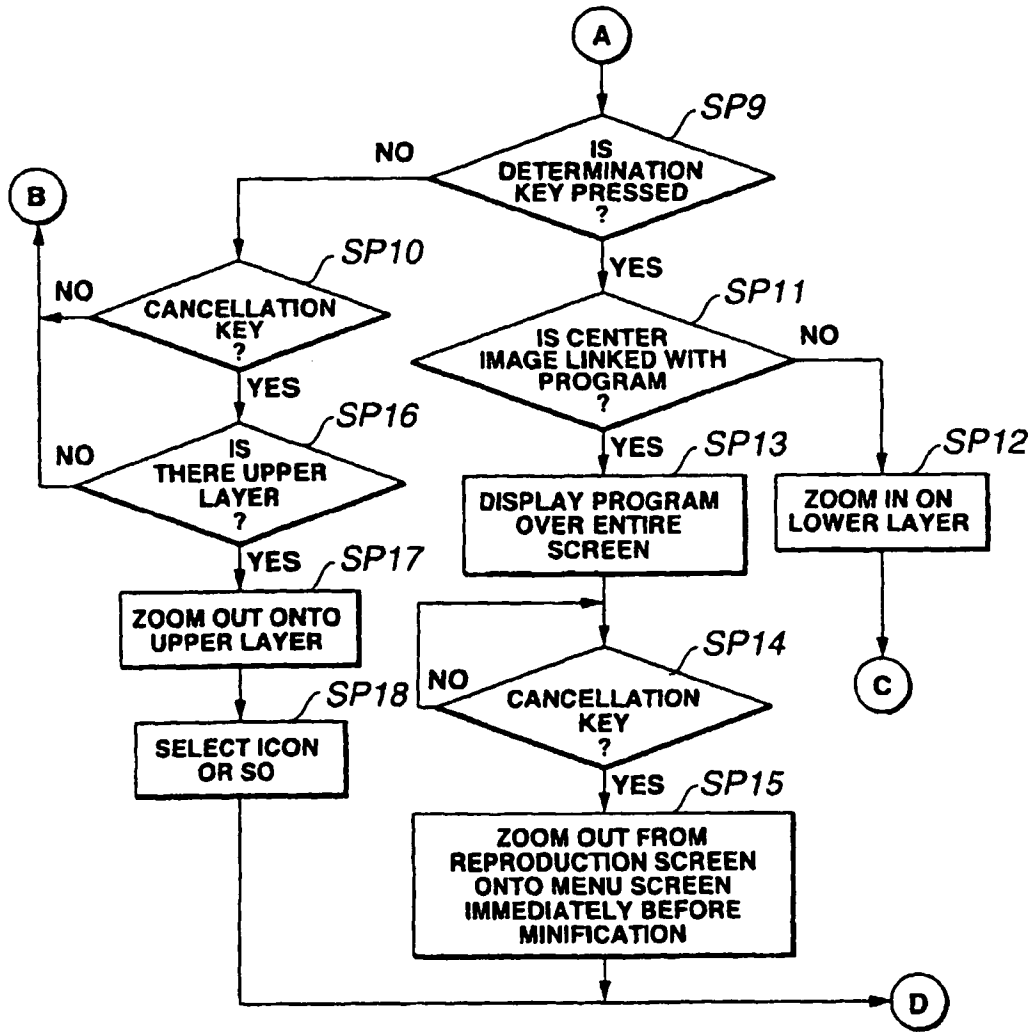 A
SP9
NO
IS
DETERMINATION
KEY PRESSED
?
B
SP10
YES
SP11
NO
CANCELLATION
KEY
?
IS CENTER
IMAGE LINKED WITH
PROGRAM
?
NO
YES
SP16
YES
SP13
SP12
NO
IS
THERE UPPER
LAYER
?
DISPLAY PROGRAM
OVER ENTIRE
SCREEN
ZOOM IN ON
LOWER LAYER
YES
SP17
ZOOM OUT ONTO
UPPER LAYER
SP14
NO
CANCELLATION
KEY
?
C
SP18
SELECT ICON
OR SO
YES
SP15
ZOOM OUT FROM
REPRODUCTION SCREEN
ONTO MENU SCREEN
IMMEDIATELY BEFORE
MINIFICATION
D